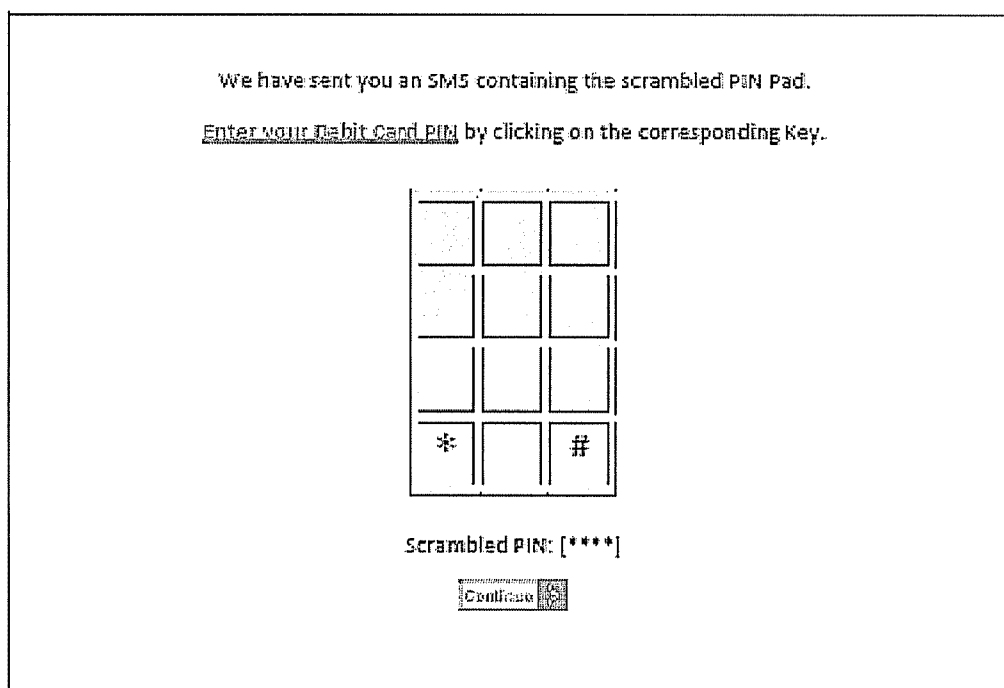 We have sent you an SMS containing the scrambled PIN Pad.
Enter your Debit Card PIN by clicking on the corresponding Key.
* #
Scrambled PIN: [****]
Continue